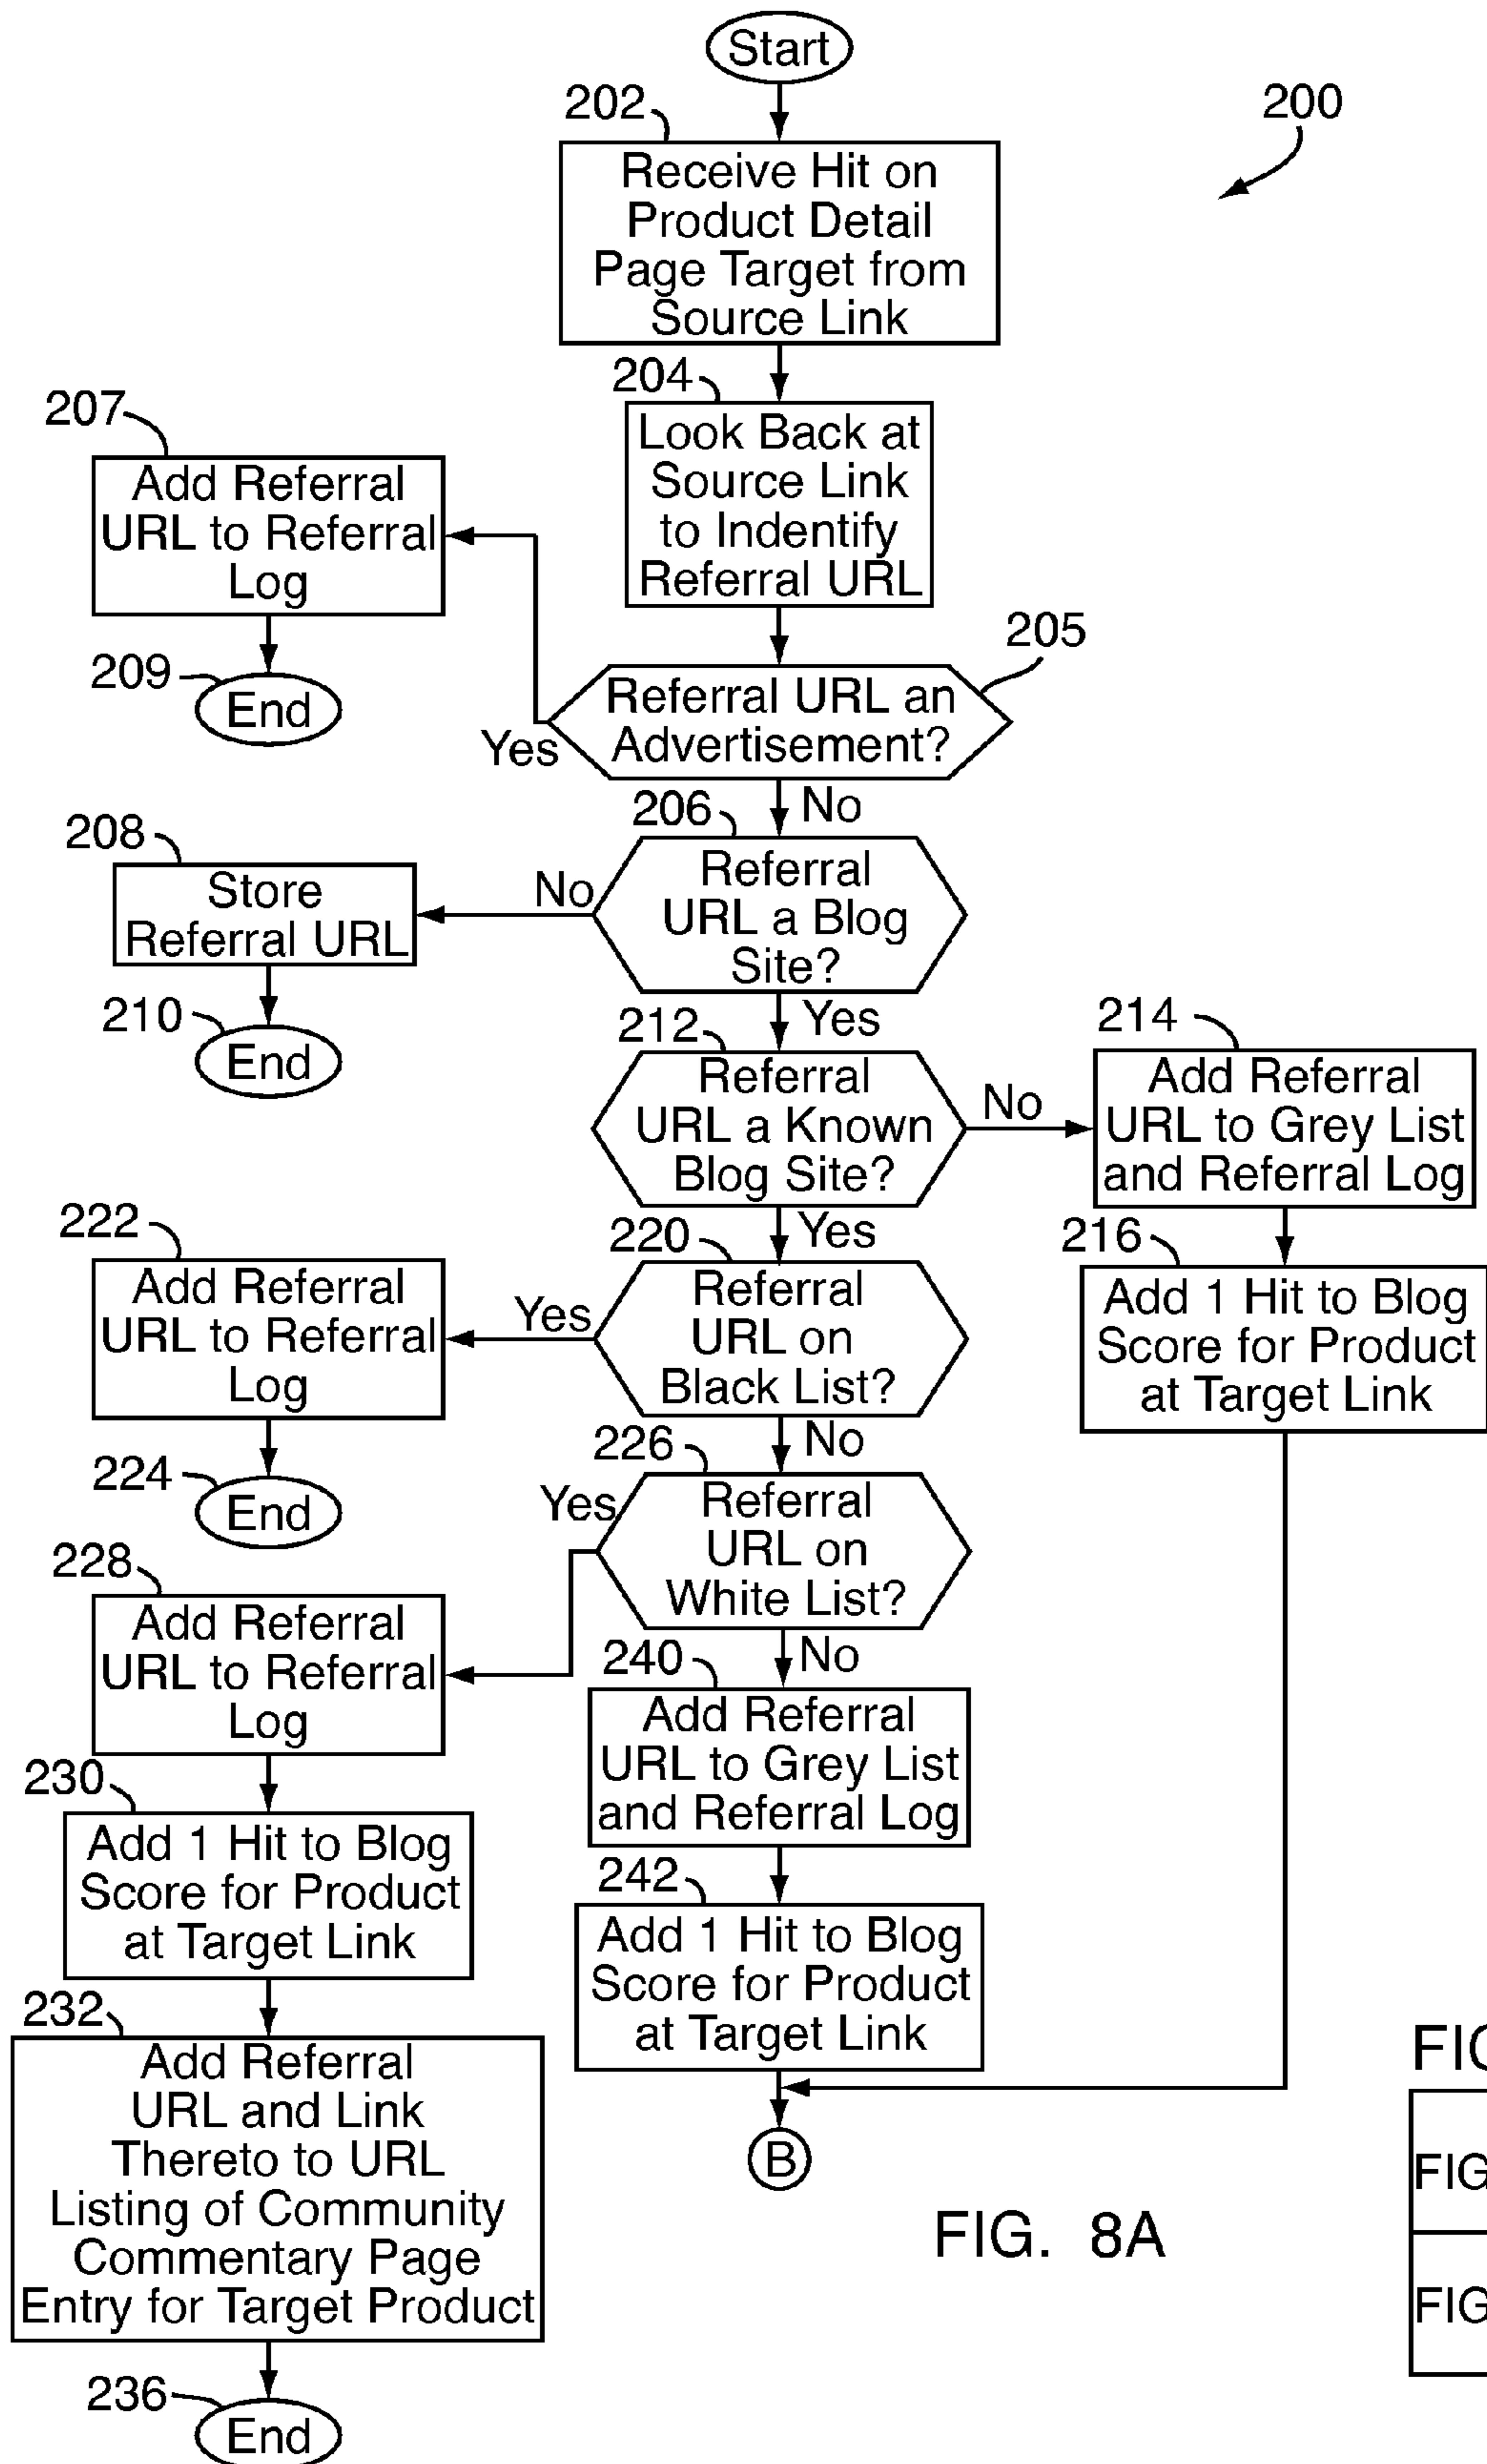 Start
200
202
Receive Hit on
Product Detail
Page Target from
Source Link
204
Look Back at
Source Link
to Indentify
Referral URL
205
Referral URL an
Advertisement?
Yes
207
Add Referral
URL to Referral
Log
209
End
No
206
Referral
URL a Blog
Site?
No
208
Store
Referral URL
210
End
Yes
212
Referral
URL a Known
Blog Site?
No
214
Add Referral
URL to Grey List
and Referral Log
216
Add 1 Hit to Blog
Score for Product
at Target Link
Yes
220
Referral
URL on
Black List?
Yes
222
Add Referral
URL to Referral
Log
224
End
No
226
Referral
URL on
White List?
Yes
228
Add Referral
URL to Referral
Log
230
Add 1 Hit to Blog
Score for Product
at Target Link
232
Add Referral
URL and Link
Thereto to URL
Listing of Community
Commentary Page
Entry for Target Product
236
End
No
240
Add Referral
URL to Grey List
and Referral Log
242
Add 1 Hit to Blog
Score for Product
at Target Link
B
FIG. 8A